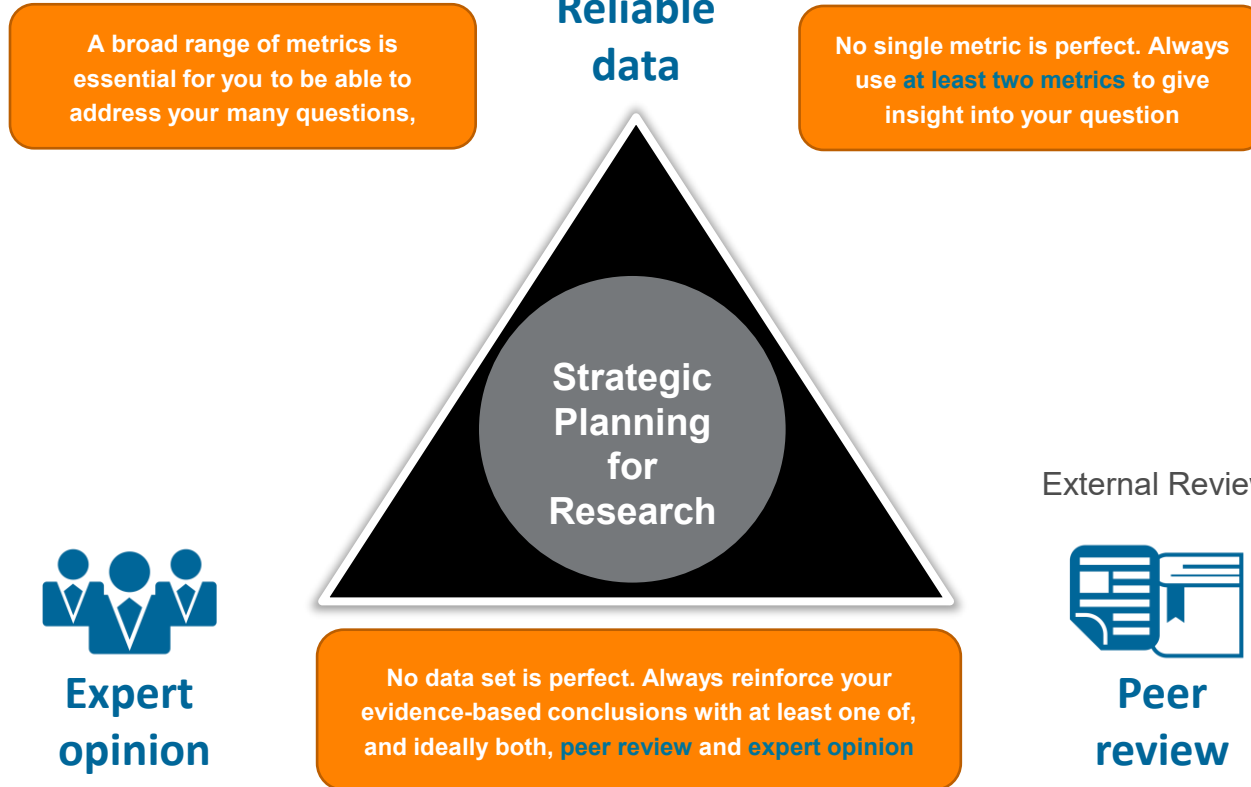 Reliable
data
A broad range of metrics is
essential for you to be able to
address your many questions,
No single metric is perfect. Always
use at least two metrics to give
insight into your question
Strategic
Planning
for
Research
External Review
Expert
opinion
No data set is perfect. Always reinforce your
evidence-based conclusions with at least one of,
and ideally both, peer review and expert opinion
Peer
review